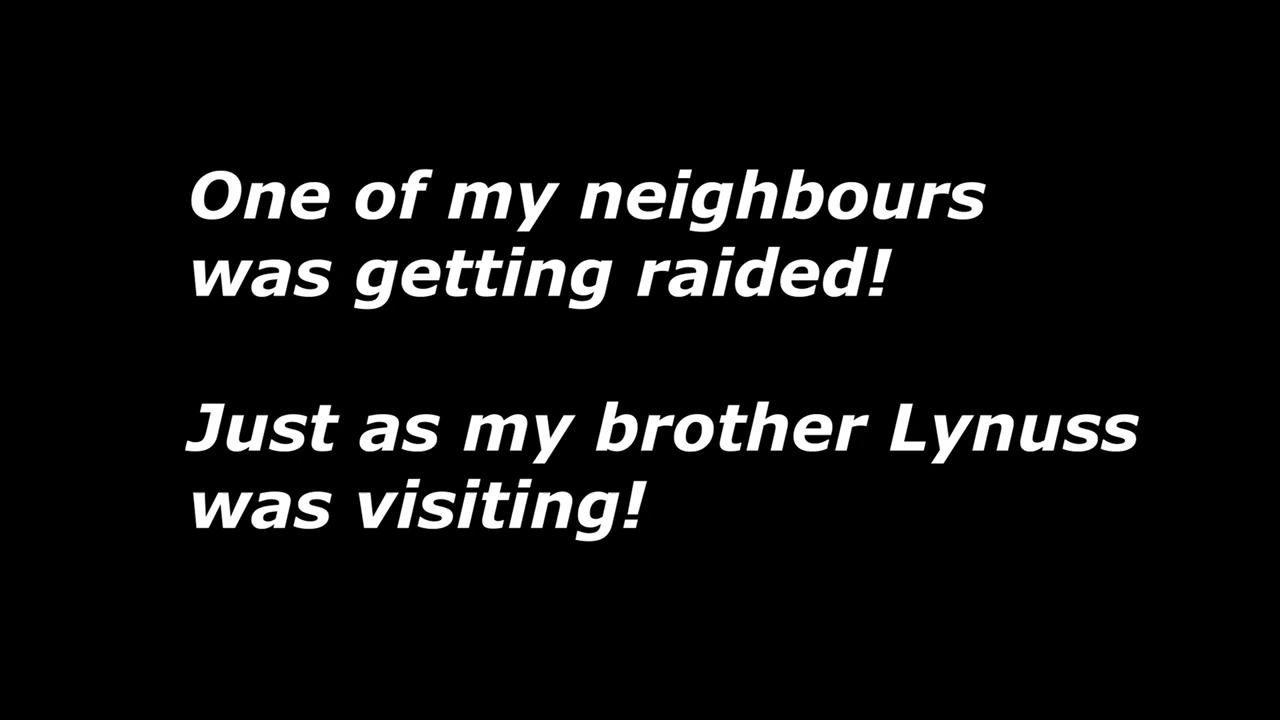 One of my neighbours
was getting raided!
Just as my brother Lynuss
was visiting!